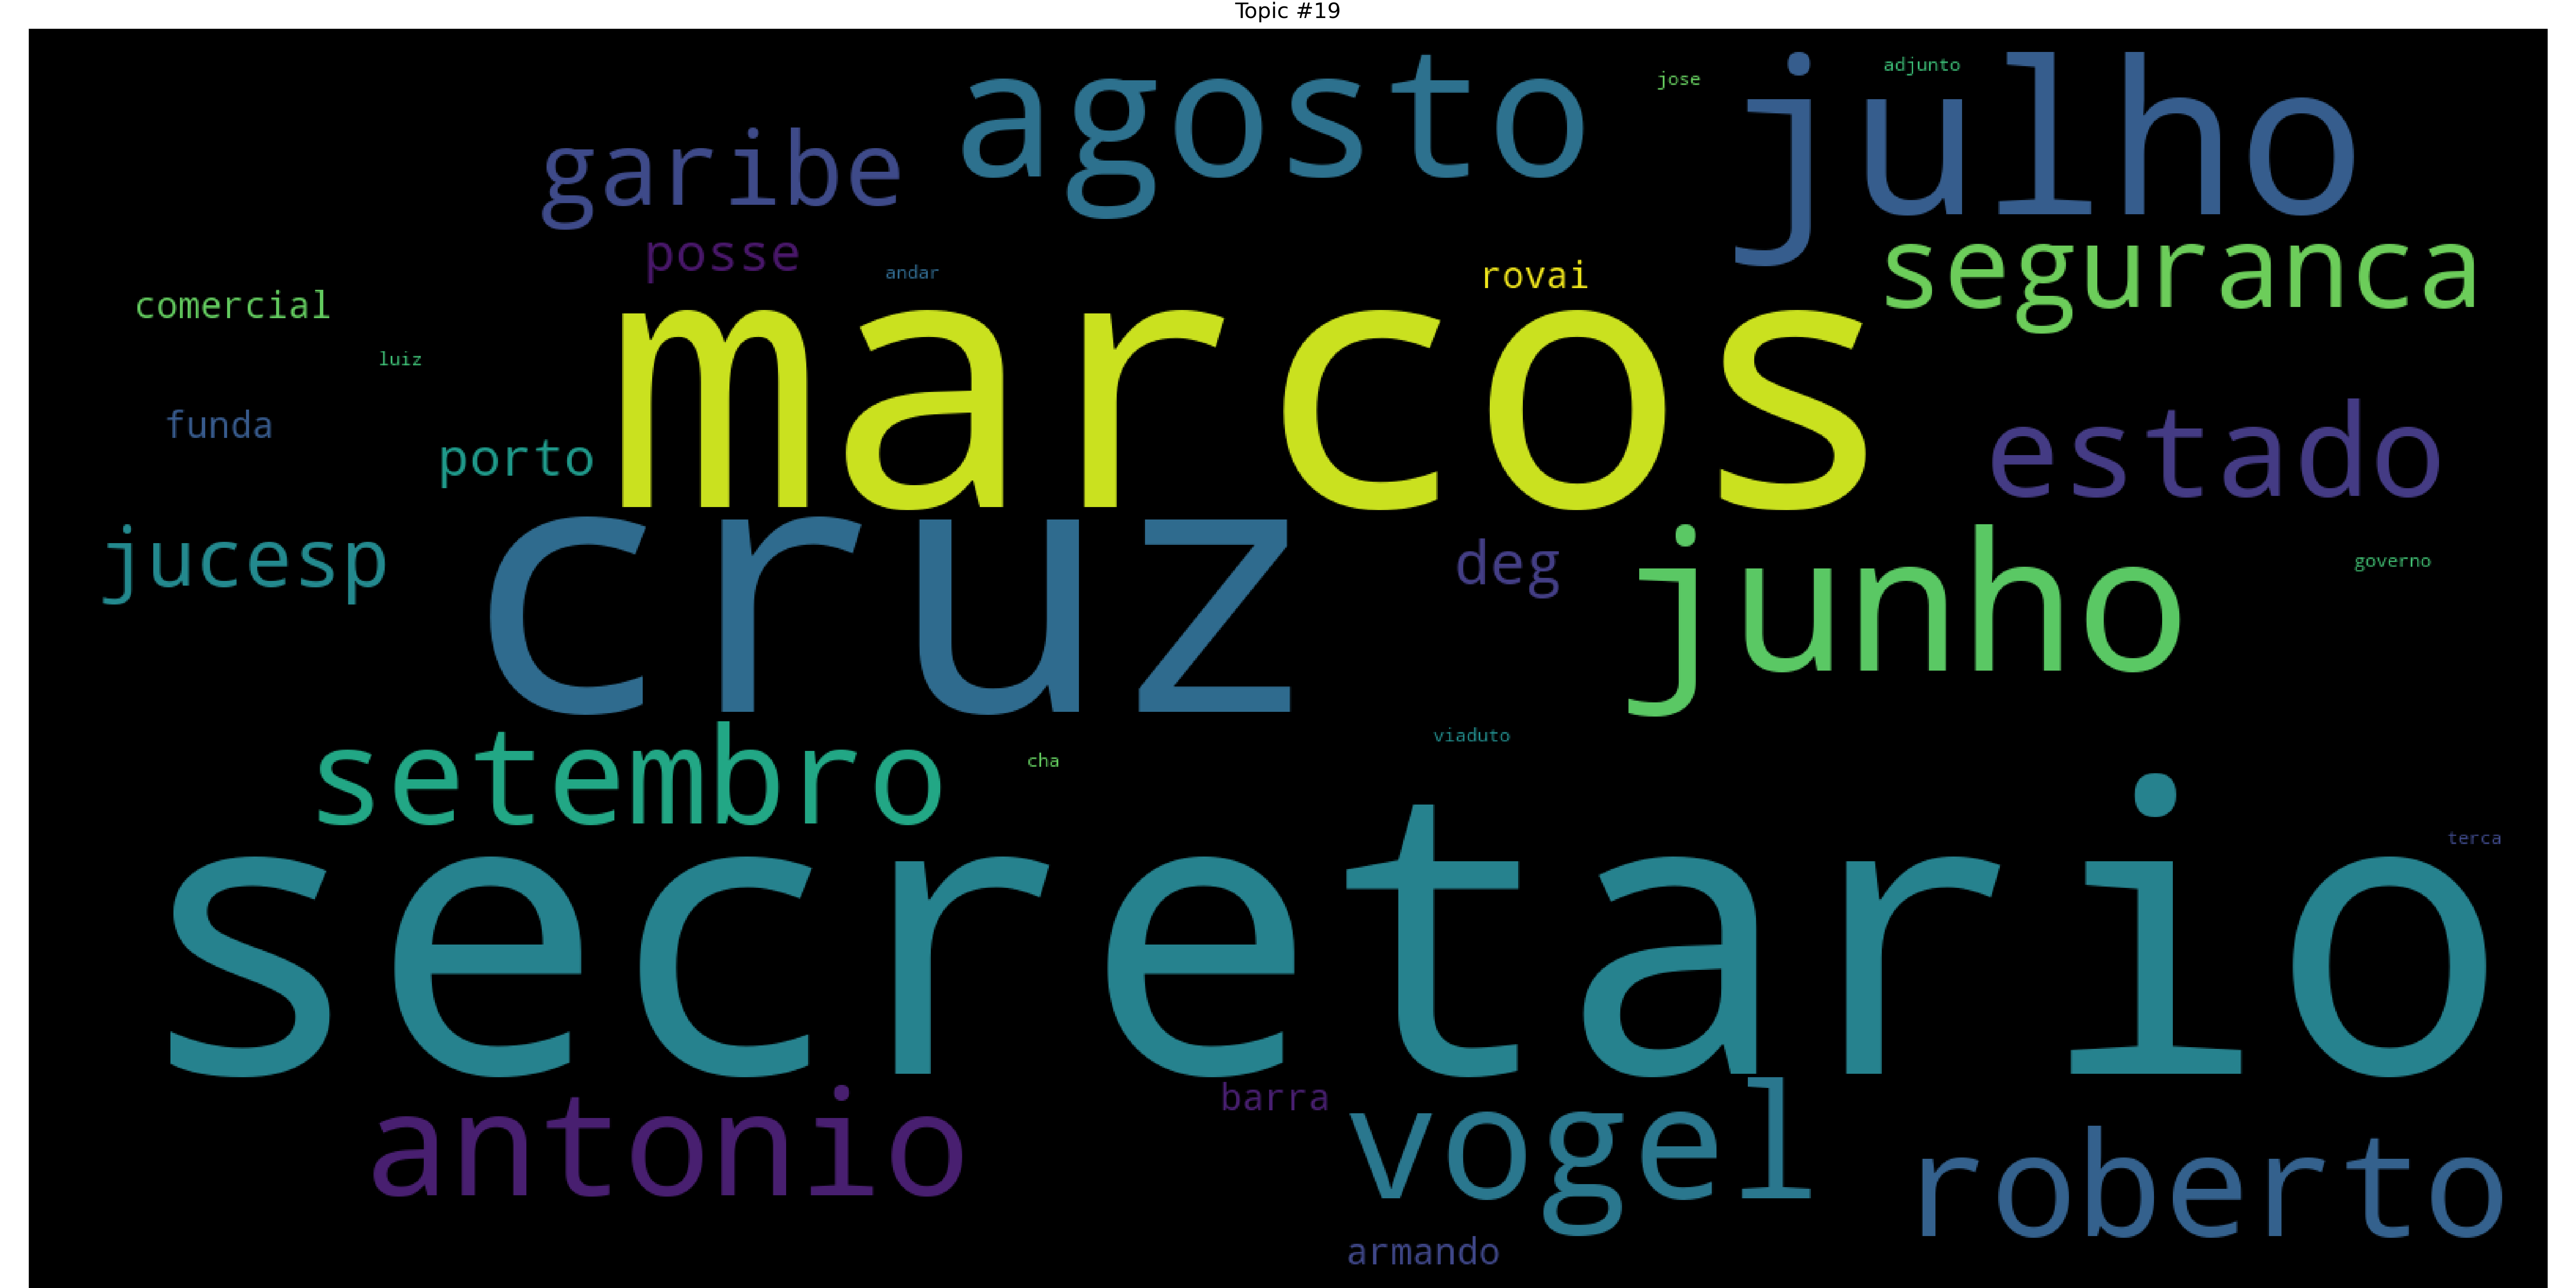 Topic #19
agosto
jose
adjunto
julho
garibe
posse
andar
rovai
seguranca
comercial
marcos
luiz
funda
porto
estado
jucesp
cruz
deg
junho
governo
setembro
cha
viaduto
terca
secretario
antonio
barra
vogel
roberto
armando